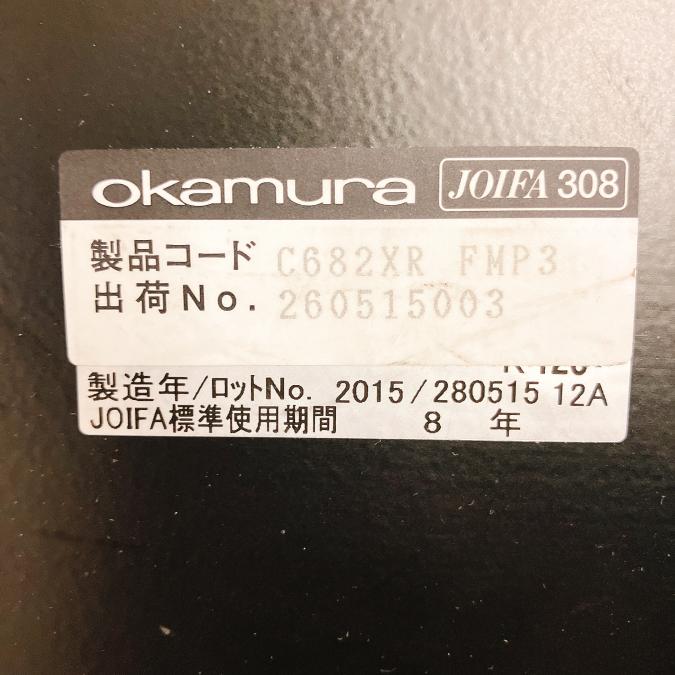 okamura JOIFA 308
製品コード C682XR FMP3
出荷No. 260515003
製造年/ロットNo. 2015/280515 12A
JOIFA標準使用期間 8 年